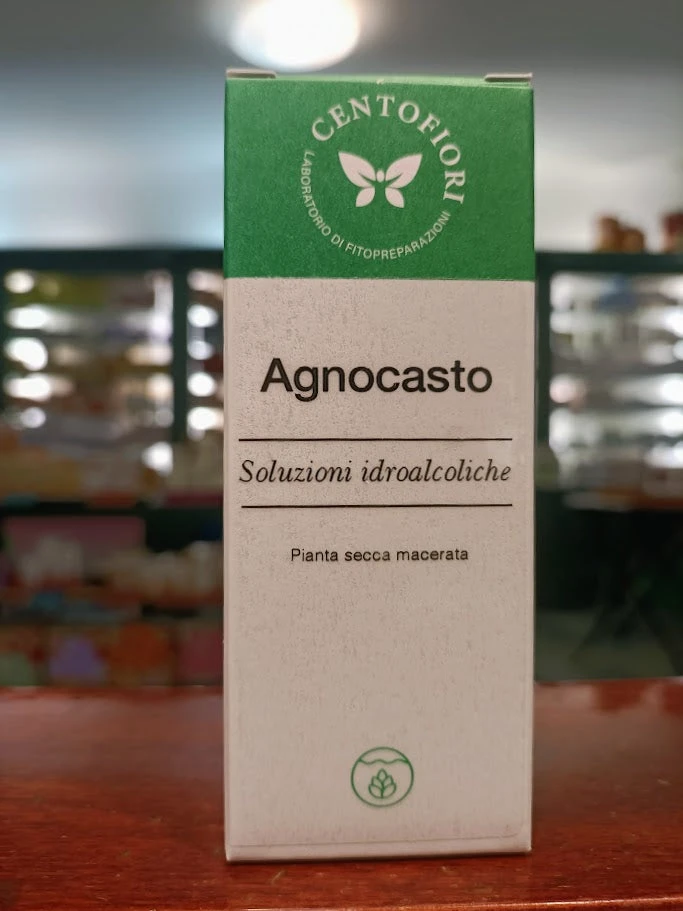 CENTOFIORI
LABORATORIO DI FITOPREPARAZIONI
Agnocasto
Soluzioni idroalcoliche
Pianta secca macerata